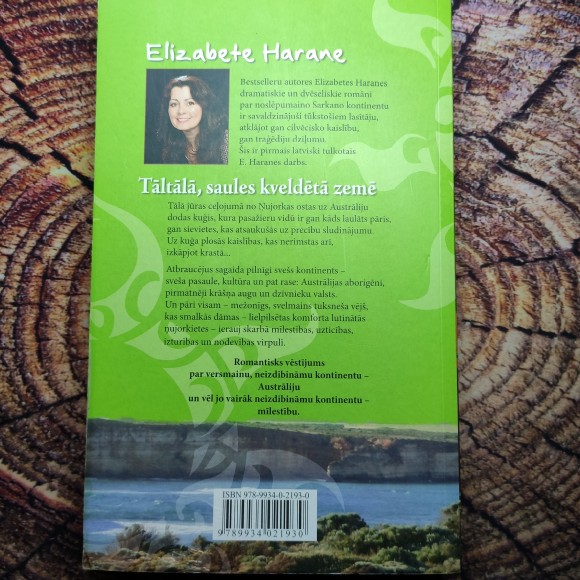 Elizabete Harane
Bestselleru autores Elizabetes Haranes
dramatiskie un dvēseliskie romāni
par noslēpumaino Sarkano kontinentu
ir savaldzinājuši tūkstošiem lasītāju,
atklājot gan cilvēcisko kaislību,
gan traģēdiju dziļumu.
Šis ir pirmais latviski tulkotais
E. Haranes darbs.
Tāltālā, saules kveldētā zemē
Tālā jūras ceļojumā no Ņujorkas ostas uz Austrāliju
dodas kuģis, kura pasažieru vidū ir gan kāds laulāts pāris,
gan sievietes, kas atsaukušās uz precību sludinājumu.
Uz kuģa plosās kaislības, kas nerimstas arī,
izkāpjot krastā...
Atbraucējus sagaida pilnīgi svešs kontinents –
sveša pasaule, kultūra un pat rase: Austrālijas aborigēni,
pirmatnēji krāšņa augu un dzīvnieku valsts.
Un pāri visam – mežonīgs, svelmains tuksneša vējš,
kas smalkās dāmas – lielpilsētas komforta lutinātās
ņujorkietes – ierauj skarbā mīlestības, uzticības,
izturības un nodevības virpulī.
Romantisks vēstījums
par versmainu, neizdibināmu kontinentu –
Austrāliju
un vēl jo vairāk neizdibināmu kontinentu –
mīlestību.
ISBN 978-9934-0-2193-0
9 789934 021930